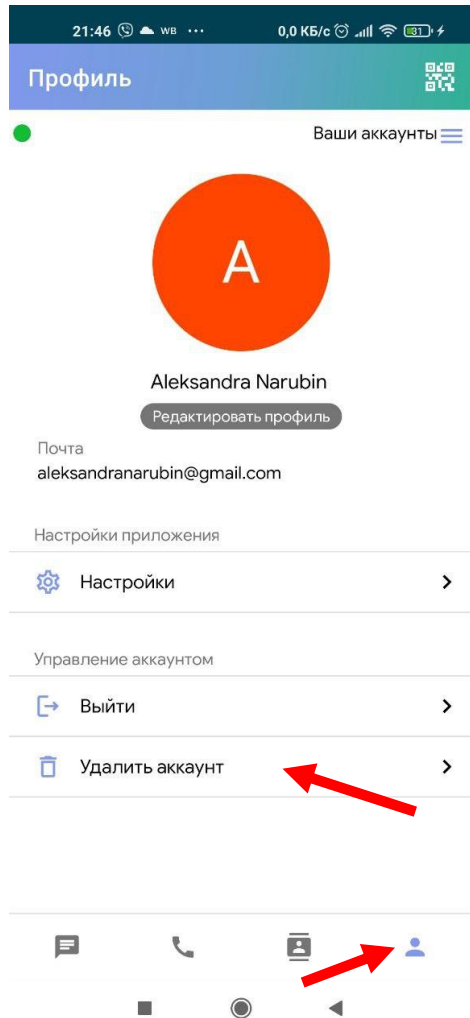 21:46 WB ... 0,0 КБ/с 81
Профиль
Ваши аккаунты
A
Aleksandra Narubin
Редактировать профиль
Почта
aleksandranarubin@gmail.com
Настройки приложения
Настройки
Управление аккаунтом
Выйти
Удалить аккаунт